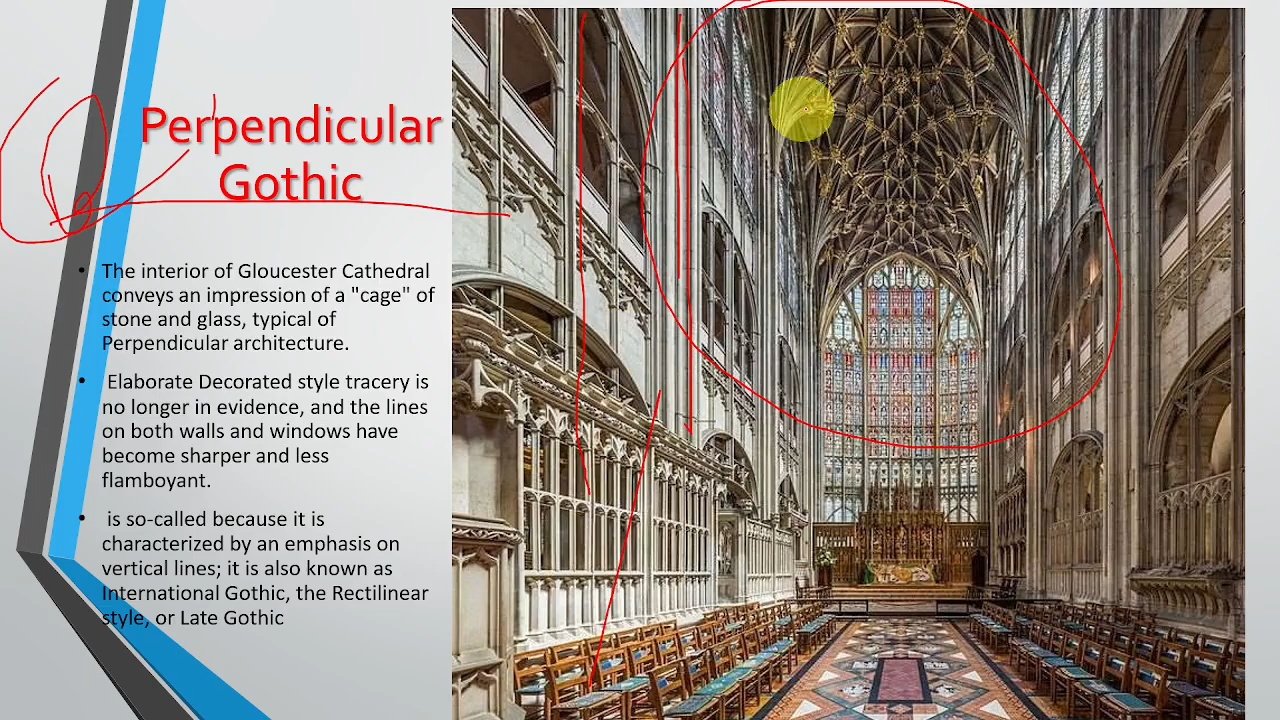 Perpendicular
Gothic
• The interior of Gloucester Cathedral
conveys an impression of a "cage" of
stone and glass, typical of
Perpendicular architecture.
• Elaborate Decorated style tracery is
no longer in evidence, and the lines
on both walls and windows have
become sharper and less
flamboyant.
• is so-called because it is
characterized by an emphasis on
vertical lines; it is also known as
International Gothic, the Rectilinear
style, or Late Gothic